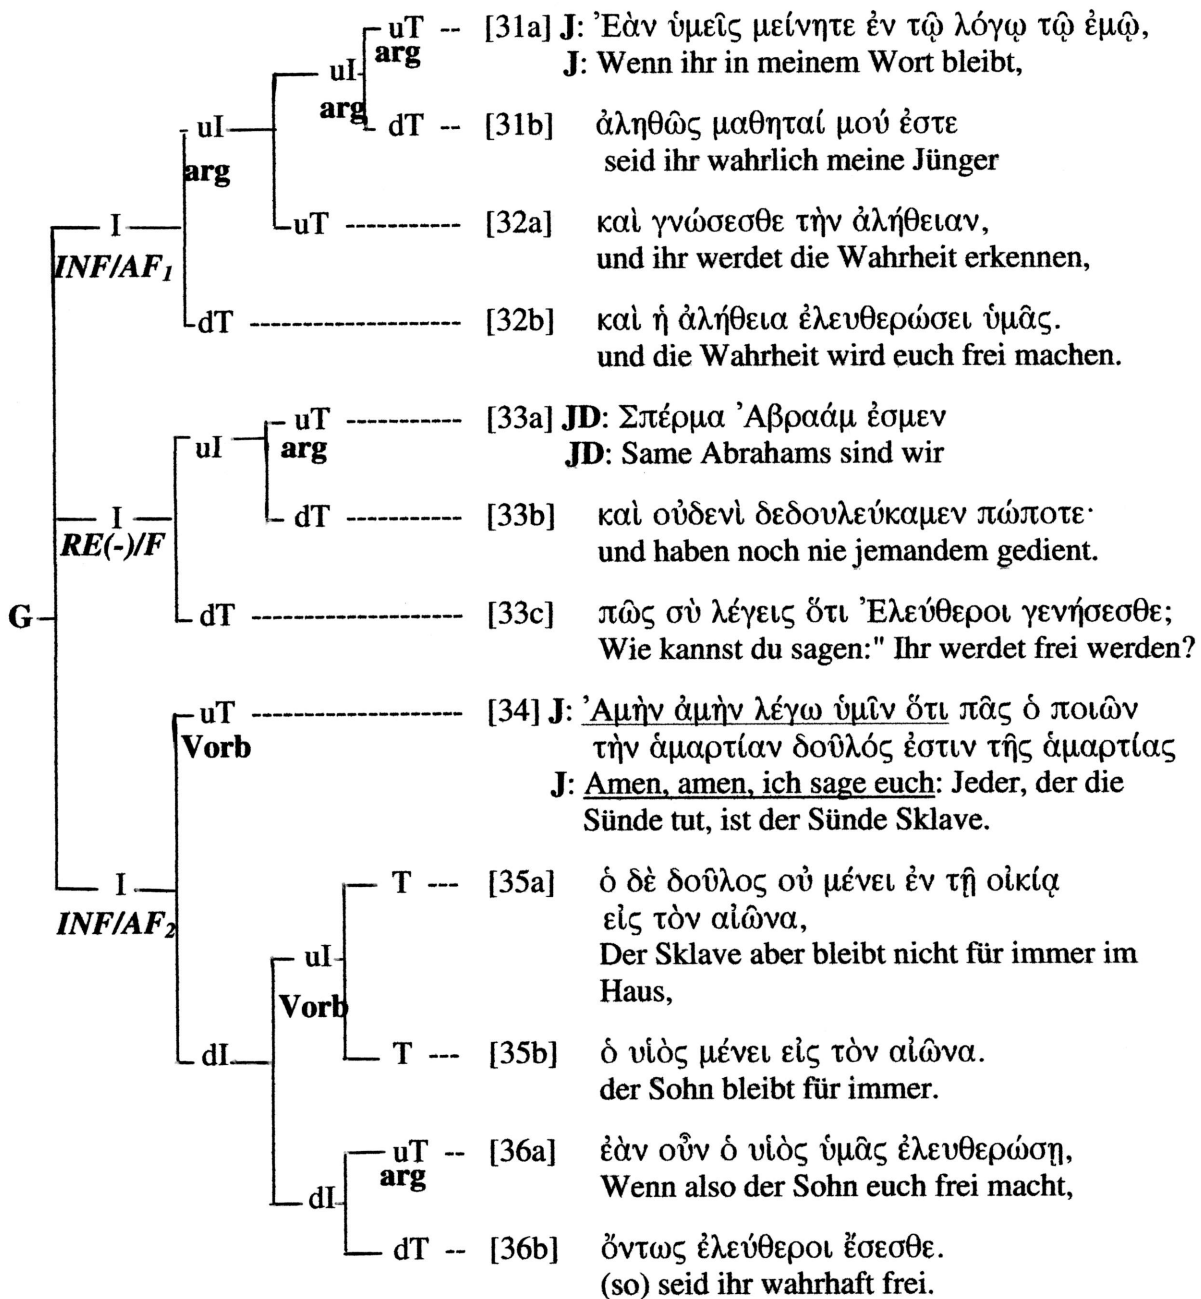 uT -- [31a] J: Ἐὰν ὑμεῖς μείνητε ἐν τῷ λόγῳ τῷ ἐμῷ,
arg J: Wenn ihr in meinem Wort bleibt,
uI
arg
dT -- [31b] ἀληθῶς μαθηταί μού ἐστε
uI
seid ihr wahrlich meine Jünger
arg
uT ----------- [32a] καὶ γνώσεσθε τὴν ἀλήθειαν,
I
und ihr werdet die Wahrheit erkennen,
INF/AF₁
dT --------------------- [32b] καὶ ἡ ἀλήθεια ἐλευθερώσει ὑμᾶς.
und die Wahrheit wird euch frei machen.
uT ----------- [33a] JD: Σπέρμα Ἀβραάμ ἐσμεν
uI arg JD: Same Abrahams sind wir
I dT ----------- [33b] καὶ οὐδενὶ δεδουλεύκαμεν πώποτε·
RE(-)/F und haben noch nie jemandem gedient.
G
dT --------------------- [33c] πῶς σὺ λέγεις ὅτι Ἐλεύθεροι γενήσεσθε;
Wie kannst du sagen:" Ihr werdet frei werden?
uT --------------------- [34] J: Ἀμὴν ἀμὴν λέγω ὑμῖν ὅτι πᾶς ὁ ποιῶν
Vorb τὴν ἁμαρτίαν δοῦλός ἐστιν τῆς ἁμαρτίας
J: Amen, amen, ich sage euch: Jeder, der die
Sünde tut, ist der Sünde Sklave.
I T --- [35a] ὁ δὲ δοῦλος οὐ μένει ἐν τῇ οἰκίᾳ
INF/AF₂ εἰς τὸν αἰῶνα,
uI Der Sklave aber bleibt nicht für immer im
Haus,
Vorb
dI T --- [35b] ὁ υἱὸς μένει εἰς τὸν αἰῶνα.
der Sohn bleibt für immer.
uT -- [36a] ἐὰν οὖν ὁ υἱὸς ὑμᾶς ἐλευθερώσῃ,
arg Wenn also der Sohn euch frei macht,
dI
dT -- [36b] ὄντως ἐλεύθεροι ἔσεσθε.
(so) seid ihr wahrhaft frei.